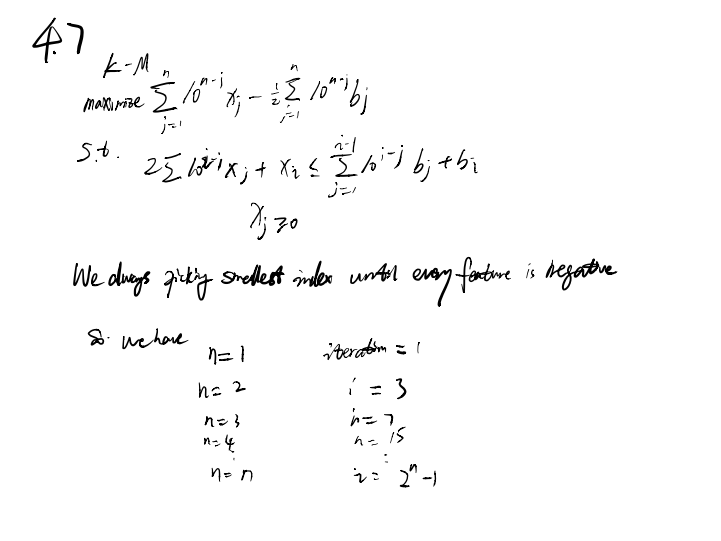 4.7
K-M
maximize \sum_{j=1}^{n} 10^{n-j} x_j - \frac{1}{2} \sum_{j=1}^{n} 10^{n-j} b_j
S.t. 2 \sum 10^{i-j} x_j + x_i \le \sum_{j=1}^{i-1} 10^{i-j} b_j + b_i
x_j \ge 0
We always picking smallest index until every feature is negative
So we have
n=1 iteration = 1
n=2 i = 3
n=3 n=7
n=4 n=15
⋮ ⋮
n=n i= 2^n-1